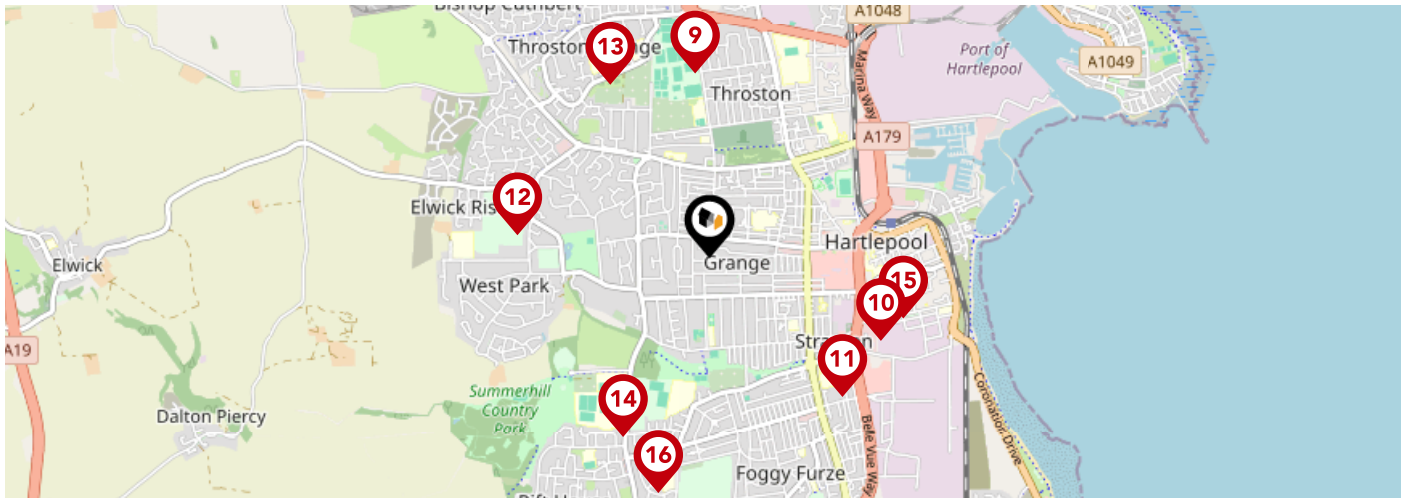 Bishop Cuthbert
A1048
13
9
Throston
nge
Port of
Hartlepool
A1049
Throston
Marina Way
A179
12
Elwick Ris
Hartlepool
Elwick
Grange
West Park
15
10
A19
11
Summerhill
Country
Park
14
Coronation Drive
Dalton Piercy
Belle Vue Way
16
Foggy Furze